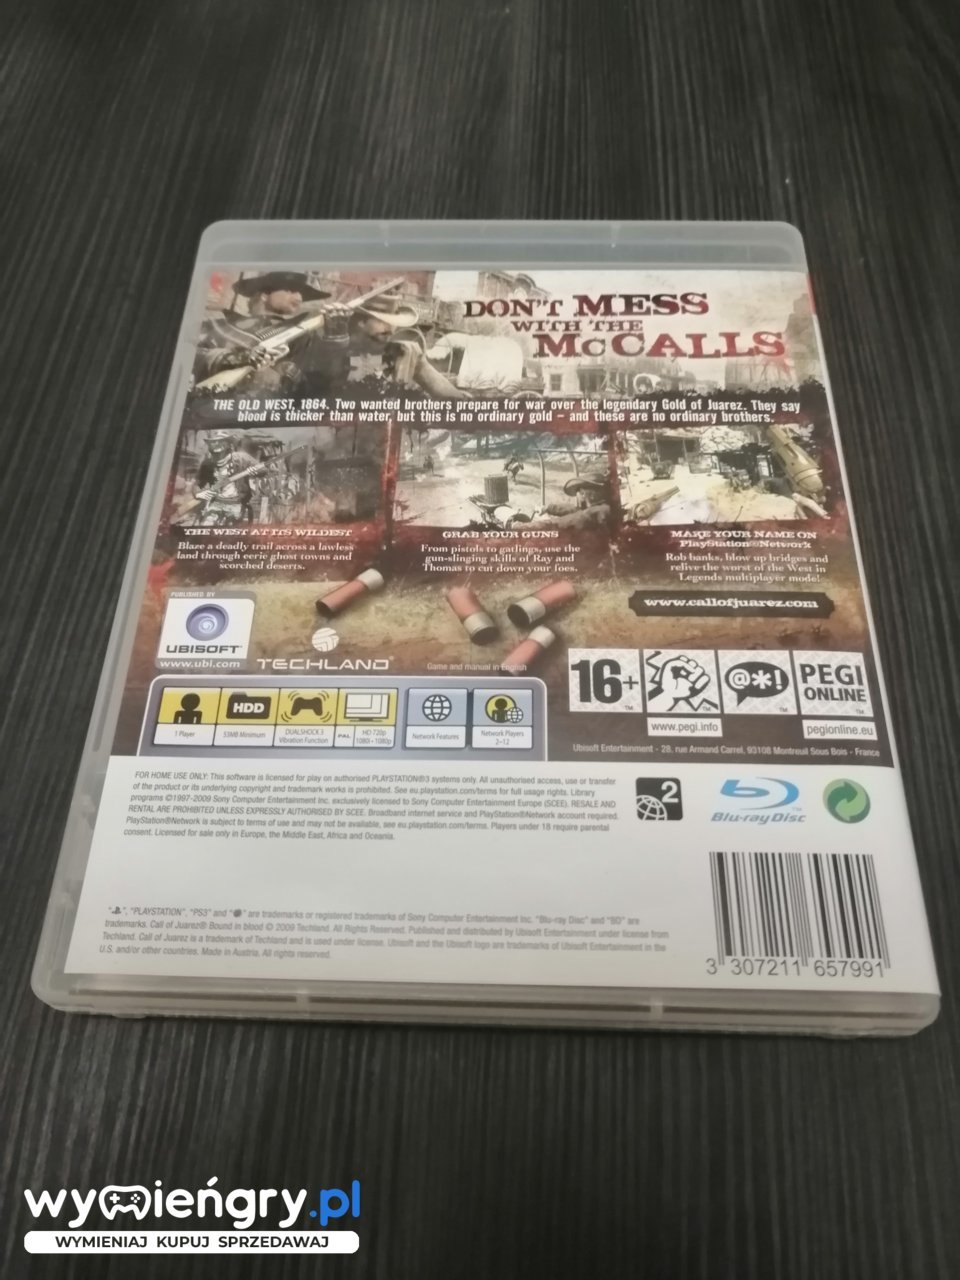 DON'T MESS
WITH THE
McCALLS
THE OLD WEST, 1864. Two wanted brothers prepare for war over the legendary Gold of Juarez. They say
blood is thicker than water, but this is no ordinary gold – and these are no ordinary brothers.
THE WEST AT ITS WILDEST
Blaze a deadly trail across a lawless
land through eerie ghost towns and
scorched deserts.
GRAB YOUR GUNS
From pistols to gatlings, use the
gun-slinging skills of Ray and
Thomas to cut down your foes.
MAKE YOUR NAME ON
PlayStation®Network
Rob banks, blow up bridges and
relive the worst of the West in
Legends multiplayer mode!
www.callofjuarez.com
PUBLISHED BY
UBISOFT
www.ubi.com
TECHLAND
Game and manual in English
16+
@*!
PEGI
ONLINE
www.pegi.info
pegionline.eu
HDD
1 Player
53MB Minimum
DUALSHOCK 3
Vibration Function
PAL
HD 720p
1080i • 1080p
Network Features
Network Players
2-12
Ubisoft Entertainment - 28, rue Armand Carrel, 93108 Montreuil Sous Bois - France
FOR HOME USE ONLY: This software is licensed for play on authorised PLAYSTATION®3 systems only. All unauthorised access, use or transfer
of the product or its underlying copyright and trademark works is prohibited. See eu.playstation.com/terms for full usage rights. Library
programs ©1997-2009 Sony Computer Entertainment Inc. exclusively licensed to Sony Computer Entertainment Europe (SCEE). RESALE AND
RENTAL ARE PROHIBITED UNLESS EXPRESSLY AUTHORISED BY SCEE. Broadband internet service and PlayStation®Network account required.
PlayStation®Network is subject to terms of use and may not be available, see eu.playstation.com/terms. Players under 18 require parental
consent. Licensed for sale only in Europe, the Middle East, Africa and Oceania.
2
Blu-ray Disc
" ", "PLAYSTATION", "PS3" and " " are trademarks or registered trademarks of Sony Computer Entertainment Inc. "Blu-ray Disc" and "BD" are
trademarks. Call of Juarez® Bound in blood © 2009 Techland. All Rights Reserved. Published and distributed by Ubisoft Entertainment under license from
Techland. Call of Juarez is a trademark of Techland and is used under license. Ubisoft and the Ubisoft logo are trademarks of Ubisoft Entertainment in the
U.S. and/or other countries. Made in Austria. All rights reserved.
3 307211 657991
wymieńgry.pl
WYMIENIAJ KUPUJ SPRZEDAWAJ